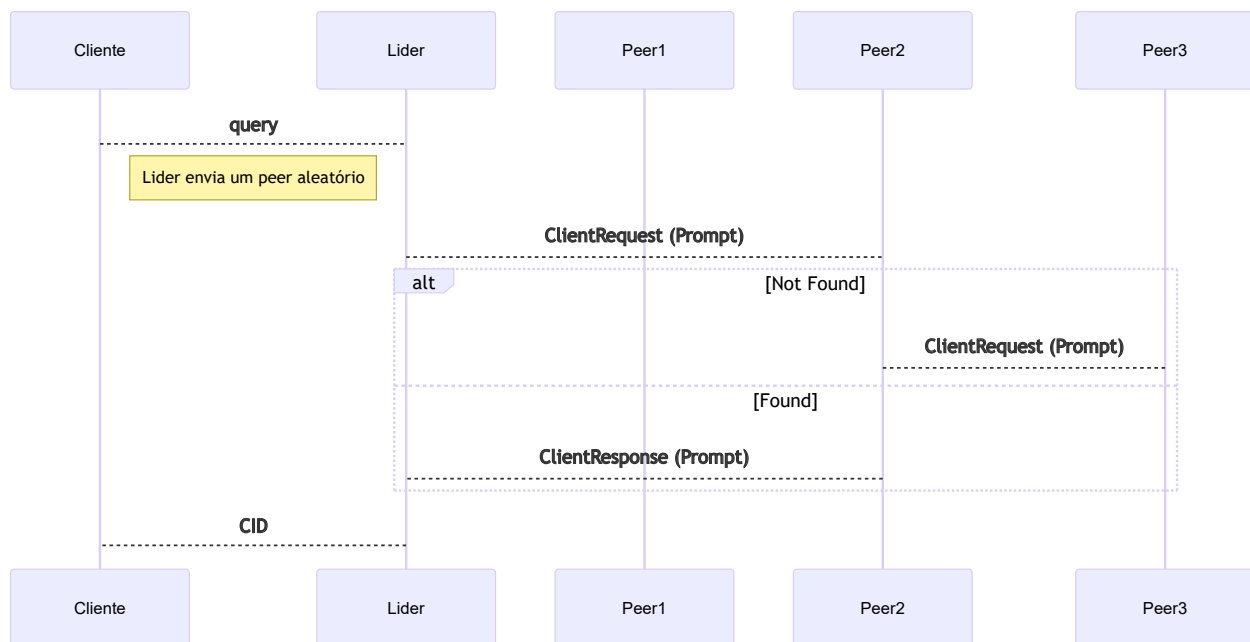 Cliente
Lider
Peer1
Peer2
Peer3
query
Lider envia um peer aleatório
ClientRequest (Prompt)
alt
[Not Found]
ClientRequest (Prompt)
[Found]
ClientResponse (Prompt)
CID
Cliente
Lider
Peer1
Peer2
Peer3